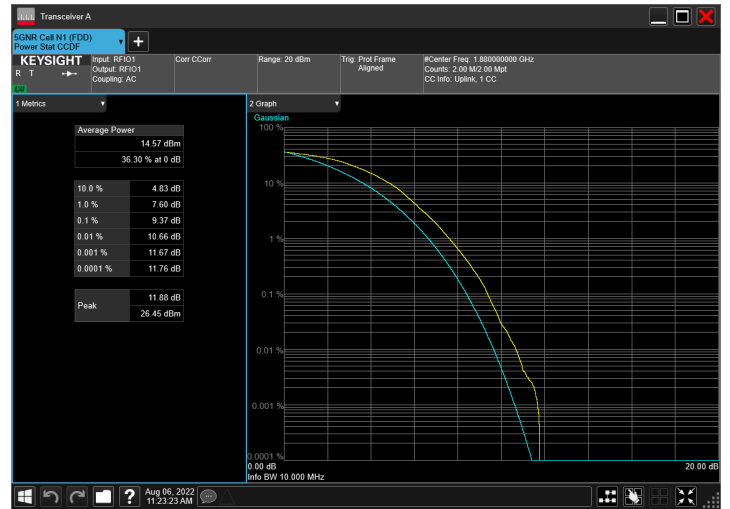 Transceiver A
5GNR Cell N1 (FDD)
Power Stat CCDF
KEYSIGHT
R T
LXI
Input: RFIO1
Output: RFIO1
Coupling: AC
Corr CCorr
Range: 20 dBm
Trig: Prot Frame
Aligned
#Center Freq: 1.880000000 GHz
Counts: 2.00 M/2.00 Mpt
CC Info: Uplink, 1 CC
1 Metrics
Average Power
14.57 dBm
36.30 % at 0 dB
10.0 % 4.83 dB
1.0 % 7.60 dB
0.1 % 9.37 dB
0.01 % 10.66 dB
0.001 % 11.67 dB
0.0001 % 11.76 dB
Peak
11.88 dB
26.45 dBm
2 Graph
Gaussian
100 %
10 %
1 %
0.1 %
0.01 %
0.001 %
0.0001 %
0.00 dB 20.00 dB
Info BW 10.000 MHz
?
Aug 06, 2022
11:23:23 AM